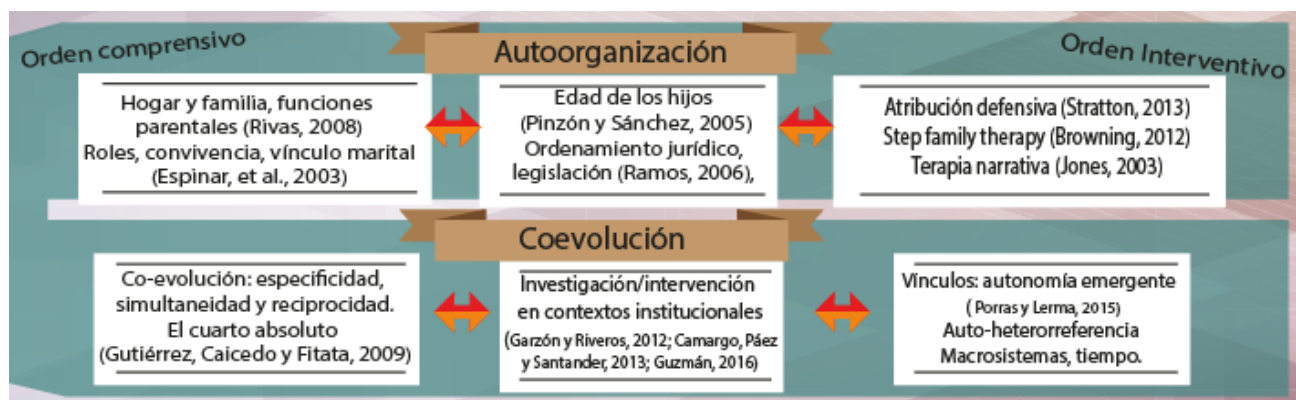 Orden comprensivo
Autoorganización
Orden Interventivo
Hogar y familia, funciones
parentales (Rivas, 2008)
Roles, convivencia, vínculo marital
(Espinar, et al., 2003)
Edad de los hijos
(Pinzón y Sánchez, 2005)
Ordenamiento jurídico,
legislación (Ramos, 2006),
Atribución defensiva (Stratton, 2013)
Step family therapy (Browning, 2012)
Terapia narrativa (Jones, 2003)
Coevolución
Co-evolución: especificidad,
simultaneidad y reciprocidad.
El cuarto absoluto
(Gutiérrez, Caicedo y Fitata, 2009)
Investigación/intervención
en contextos institucionales
(Garzón y Riveros, 2012; Camargo, Páez
y Santander, 2013; Guzmán, 2016)
Vínculos: autonomía emergente
( Porras y Lerma, 2015)
Auto-heterorreferencia
Macrosistemas, tiempo.